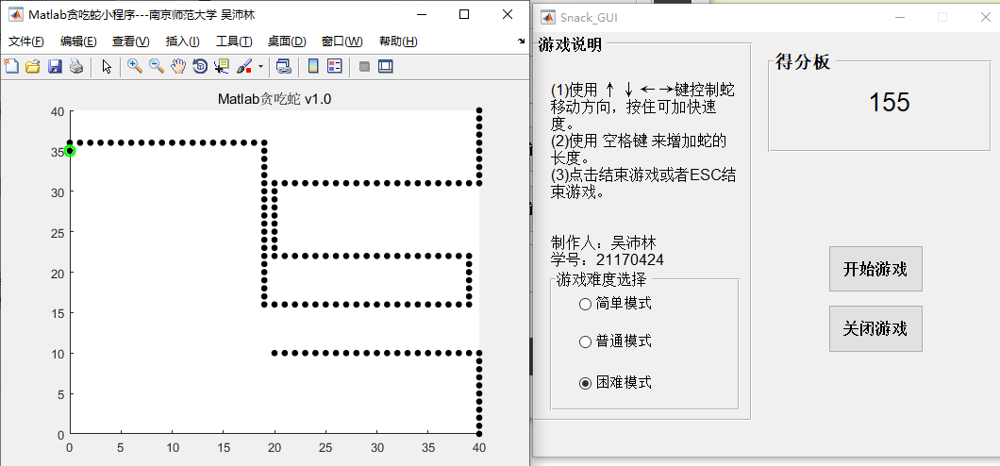 Matlab贪吃蛇小程序---南京师范大学 吴沛林
文件(F) 编辑(E) 查看(V) 插入(I) 工具(T) 桌面(D) 窗口(W) 帮助(H)
Matlab贪吃蛇 v1.0
40
35
30
25
20
15
10
5
0
0 5 10 15 20 25 30 35 40
Snack_GUI
游戏说明
(1)使用 ↑ ↓ ← →键控制蛇
移动方向，按住可加快速
度。
(2)使用 空格键 来增加蛇的
长度。
(3)点击结束游戏或者ESC结
束游戏。
制作人：吴沛林
学号：21170424
游戏难度选择
简单模式
普通模式
困难模式
得分板
155
开始游戏
关闭游戏